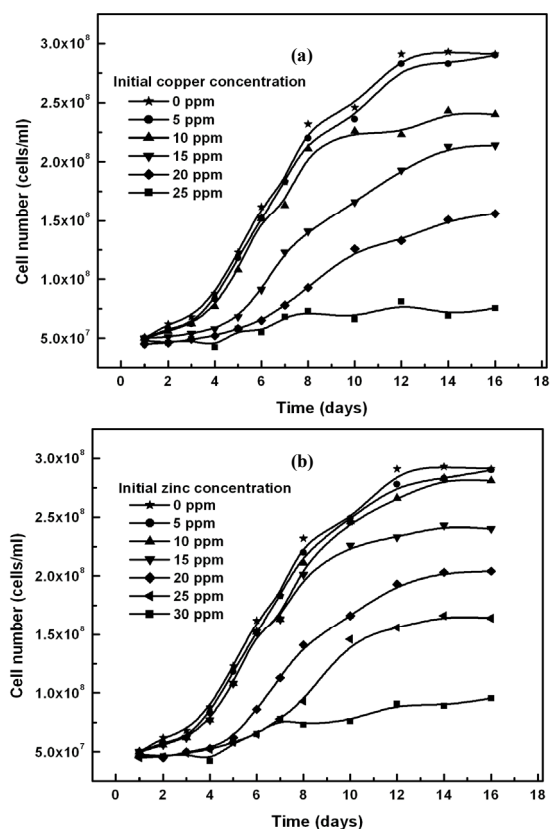 (a)
3.0x10⁸
2.5x10⁸
2.0x10⁸
1.5x10⁸
1.0x10⁸
5.0x10⁷
Cell number (cells/ml)
Initial copper concentration
0 ppm
5 ppm
10 ppm
15 ppm
20 ppm
25 ppm
0 2 4 6 8 10 12 14 16 18
Time (days)
(b)
3.0x10⁸
2.5x10⁸
2.0x10⁸
1.5x10⁸
1.0x10⁸
5.0x10⁷
Cell number (cells/ml)
Initial zinc concentration
0 ppm
5 ppm
10 ppm
15 ppm
20 ppm
25 ppm
30 ppm
0 2 4 6 8 10 12 14 16 18
Time (days)